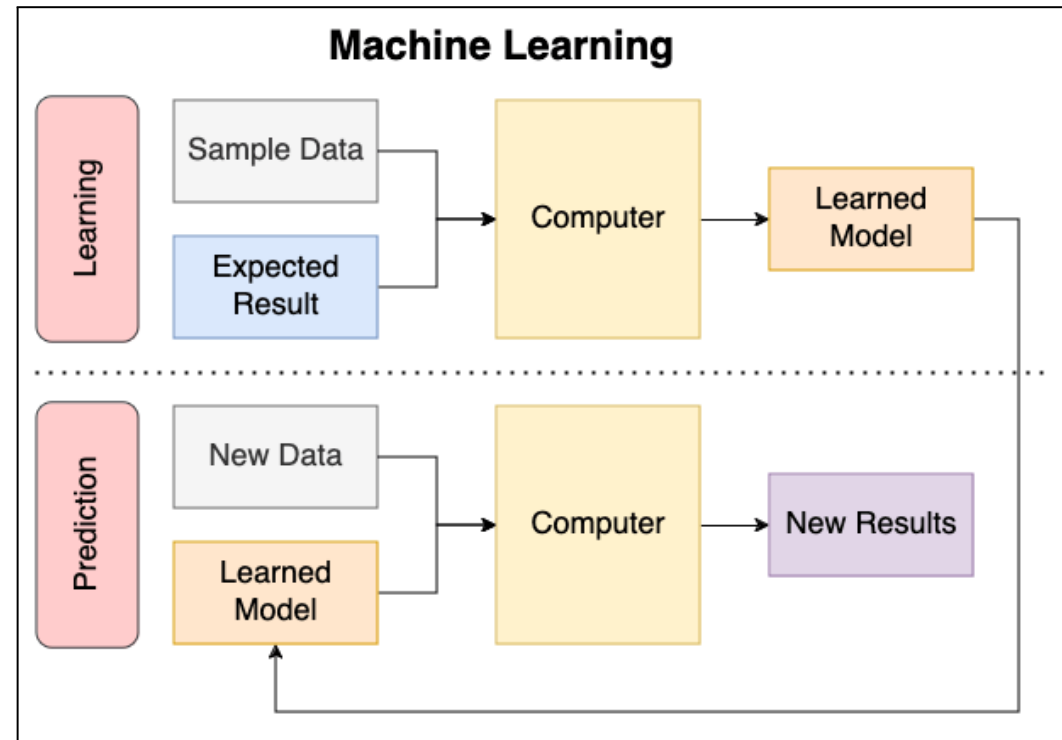 Machine Learning
Learning
Sample Data
Expected
Result
Computer
Learned
Model
Prediction
New Data
Learned
Model
Computer
New Results